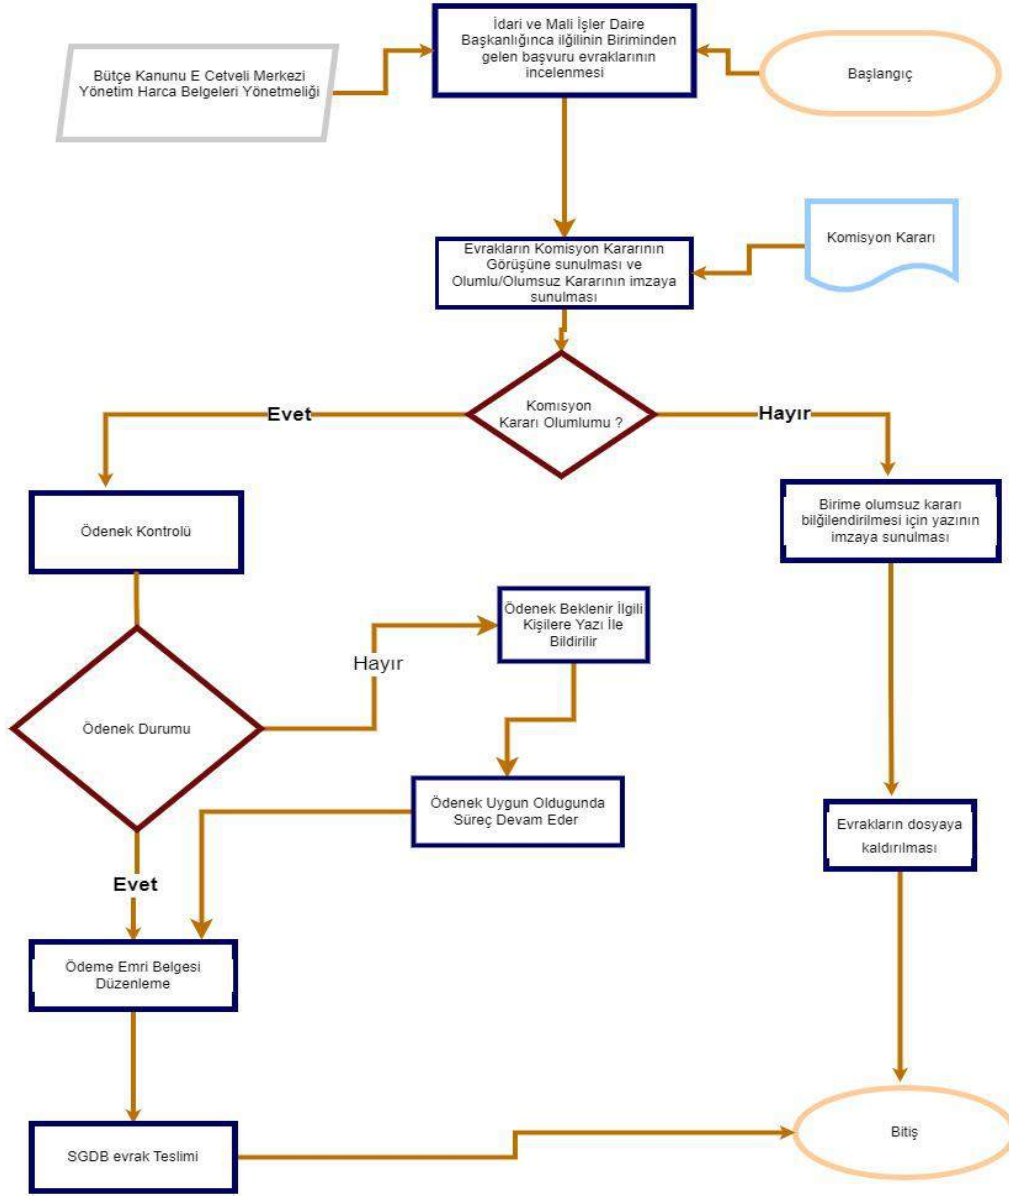 İdari ve Mali İşler Daire
Başkanlığınca ilğilinin Biriminden
gelen başvuru evraklarının
incelenmesi
Bütçe Kanunu E Cetveli Merkezi
Yönetim Harca Belgeleri Yönetmeliği
Başlangıç
Evrakların Komisyon Kararının
Görüşüne sunulması ve
Olumlu/Olumsuz Kararının imzaya
sunulması
Komisyon Kararı
Komısyon
Kararı Olumlumu ?
Evet
Hayır
Ödenek Kontrolü
Birime olumsuz kararı
bilğilendirilmesi için yazının
imzaya sunulması
Ödenek Beklenir İlgili
Kişilere Yazı İle
Bildirilir
Hayır
Ödenek Durumu
Ödenek Uygun Oldugunda
Süreç Devam Eder
Evrakların dosyaya
kaldırılması
Evet
Ödeme Emri Belgesi
Düzenleme
SGDB evrak Teslimi
Bitiş